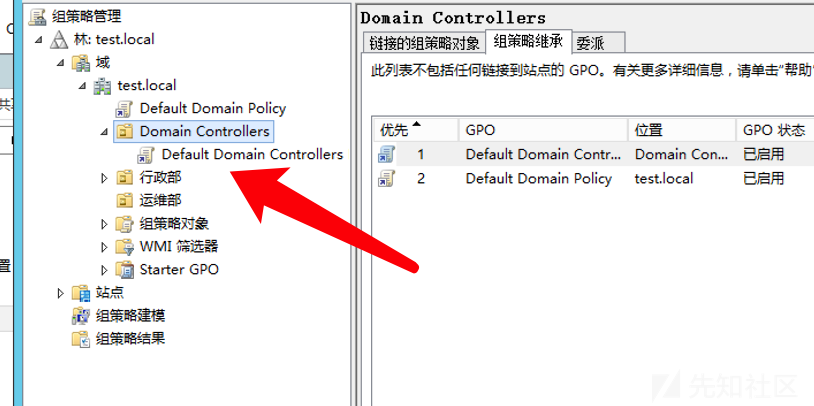 组策略管理
林: test.local
域
test.local
Default Domain Policy
Domain Controllers
Default Domain Controllers
行政部
运维部
组策略对象
WMI 筛选器
Starter GPO
站点
组策略建模
组策略结果
Domain Controllers
链接的组策略对象 组策略继承 委派
此列表不包括任何链接到站点的 GPO。有关更多详细信息，请单击"帮助"
优先 GPO 位置 GPO 状态
1 Default Domain Contr... Domain Con... 已启用
2 Default Domain Policy test.local 已启用
置
先知社区